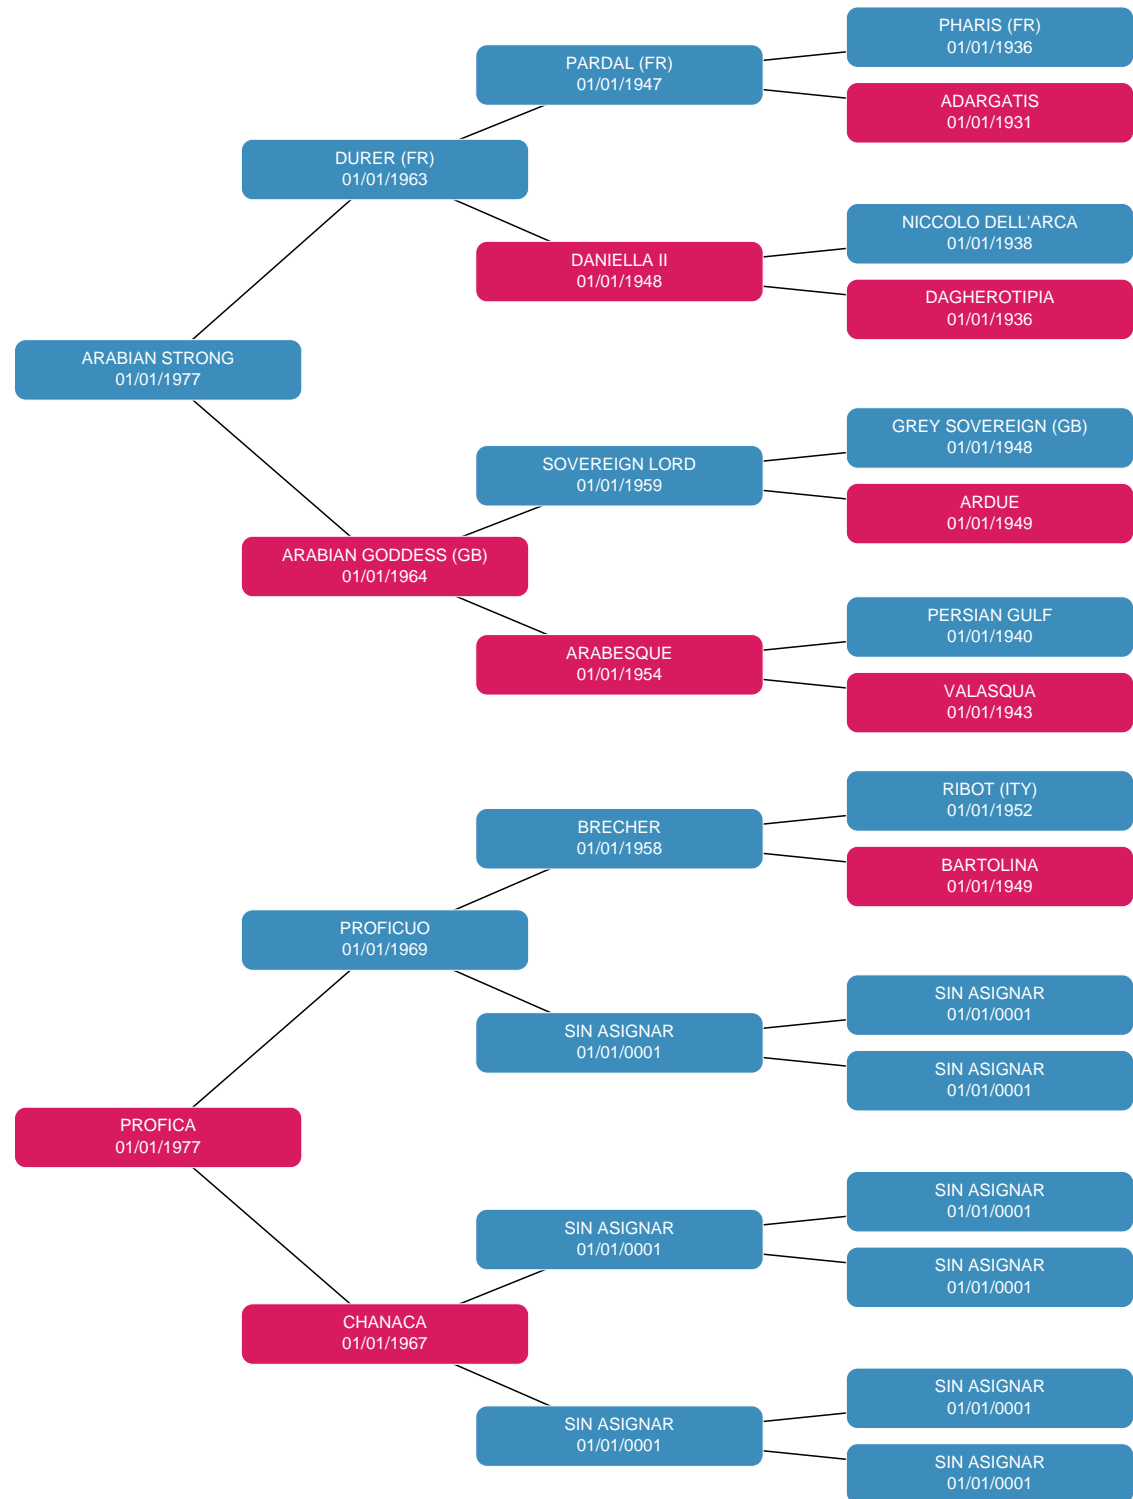 PHARIS (FR)
01/01/1936
PARDAL (FR)
01/01/1947
ADARGATIS
01/01/1931
DURER (FR)
01/01/1963
NICCOLO DELL'ARCA
01/01/1938
DANIELLA II
01/01/1948
DAGHEROTIPIA
01/01/1936
ARABIAN STRONG
01/01/1977
GREY SOVEREIGN (GB)
01/01/1948
SOVEREIGN LORD
01/01/1959
ARDUE
01/01/1949
ARABIAN GODDESS (GB)
01/01/1964
PERSIAN GULF
01/01/1940
ARABESQUE
01/01/1954
VALASQUA
01/01/1943
RIBOT (ITY)
01/01/1952
BRECHER
01/01/1958
BARTOLINA
01/01/1949
PROFICUO
01/01/1969
SIN ASIGNAR
01/01/0001
SIN ASIGNAR
01/01/0001
SIN ASIGNAR
01/01/0001
PROFICA
01/01/1977
SIN ASIGNAR
01/01/0001
SIN ASIGNAR
01/01/0001
SIN ASIGNAR
01/01/0001
CHANACA
01/01/1967
SIN ASIGNAR
01/01/0001
SIN ASIGNAR
01/01/0001
SIN ASIGNAR
01/01/0001